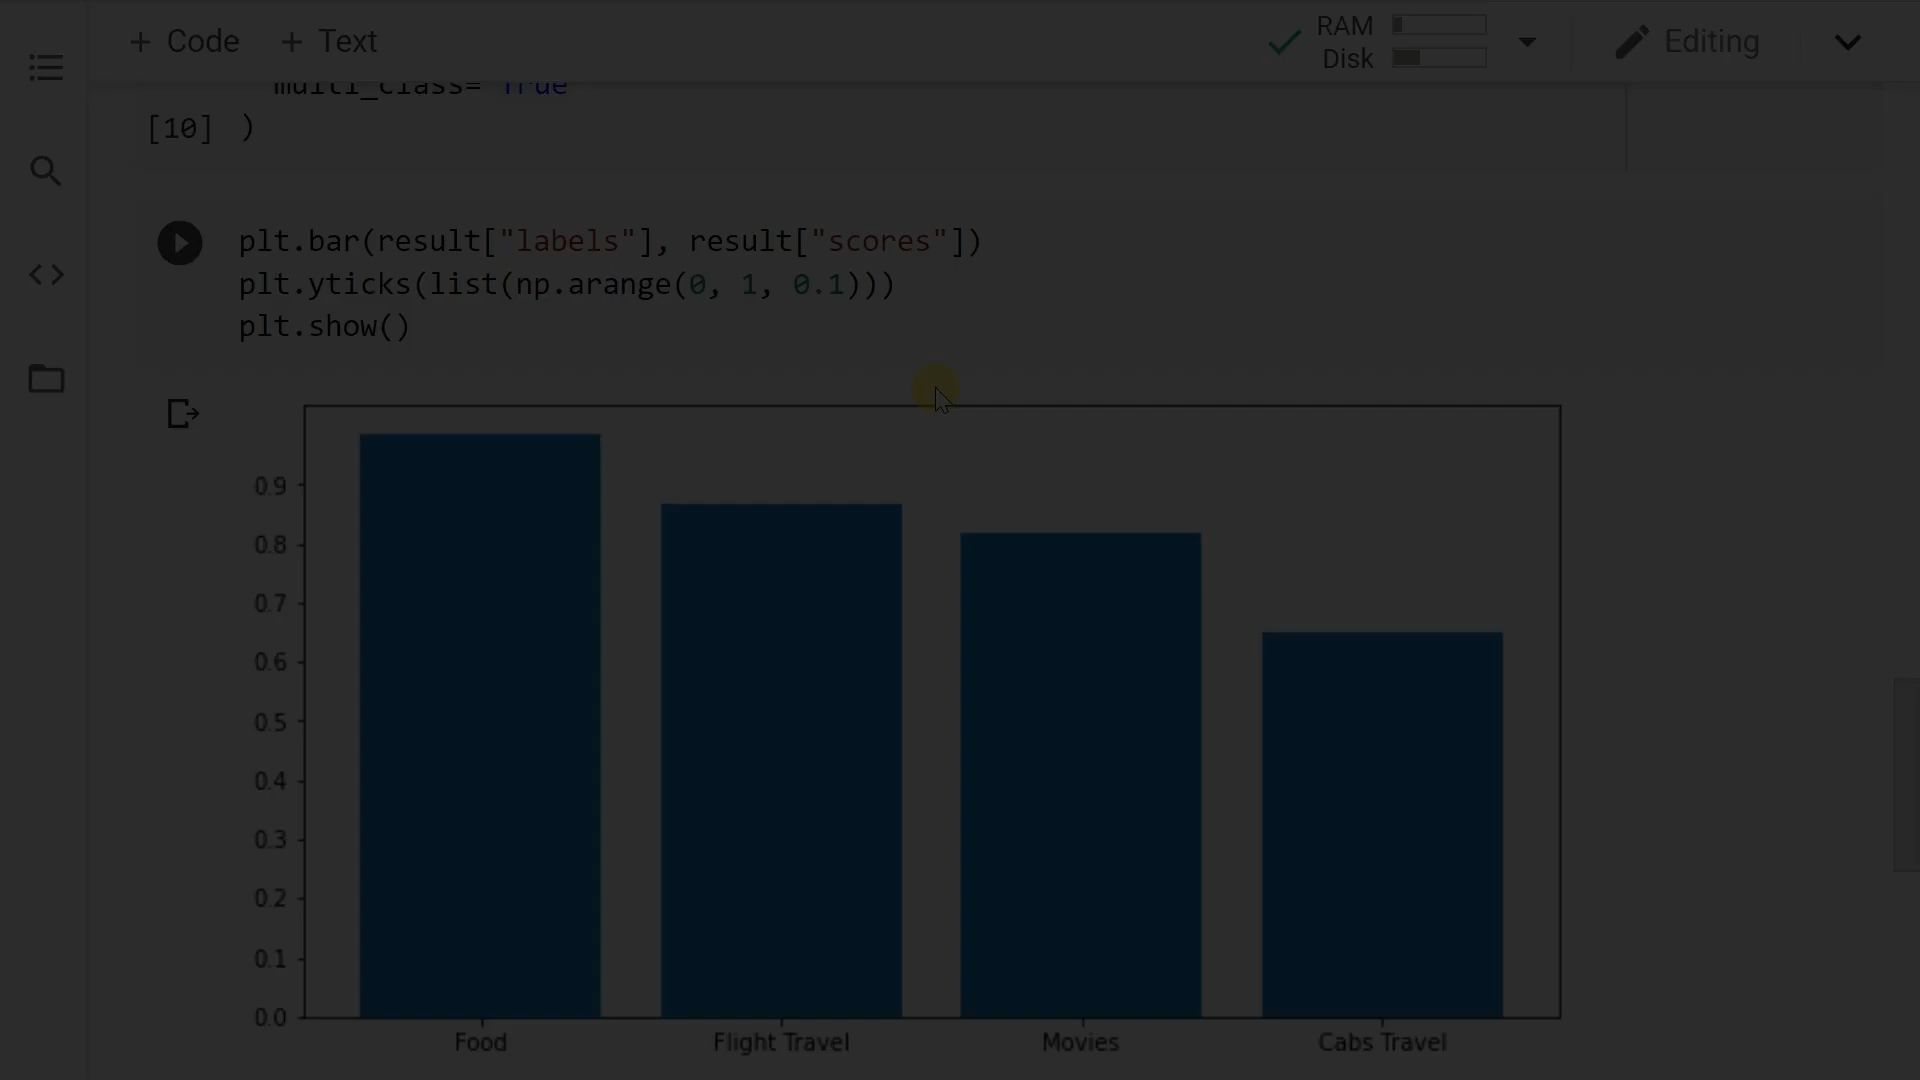 + Code + Text
RAM
Disk
Editing
multi_class= True
[10] )
plt.bar(result["labels"], result["scores"])
plt.yticks(list(np.arange(0, 1, 0.1)))
plt.show()
0.9
0.8
0.7
0.6
0.5
0.4
0.3
0.2
0.1
0.0
Food Flight Travel Movies Cabs Travel